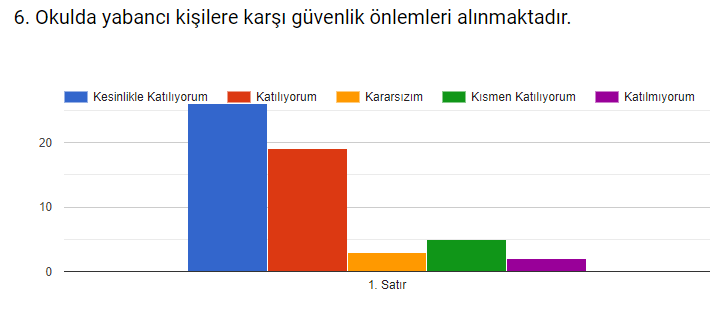 6. Okulda yabancı kişilere karşı güvenlik önlemleri alınmaktadır.
Kesinlikle Katılıyorum Katılıyorum Kararsızım Kısmen Katılıyorum Katılmıyorum
20
10
0
1. Satır